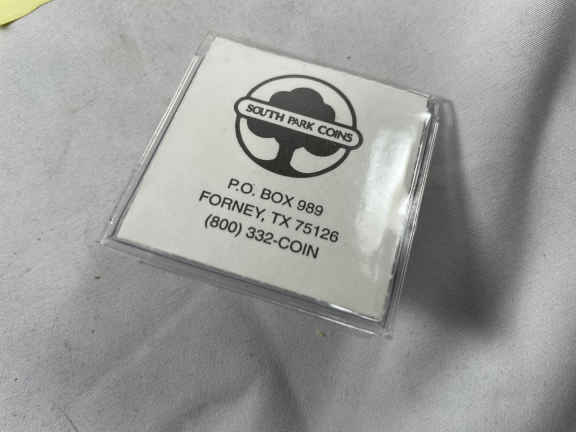 SOUTH PARK COINS
P.O. BOX 989
FORNEY, TX 75126
(800) 332-COIN